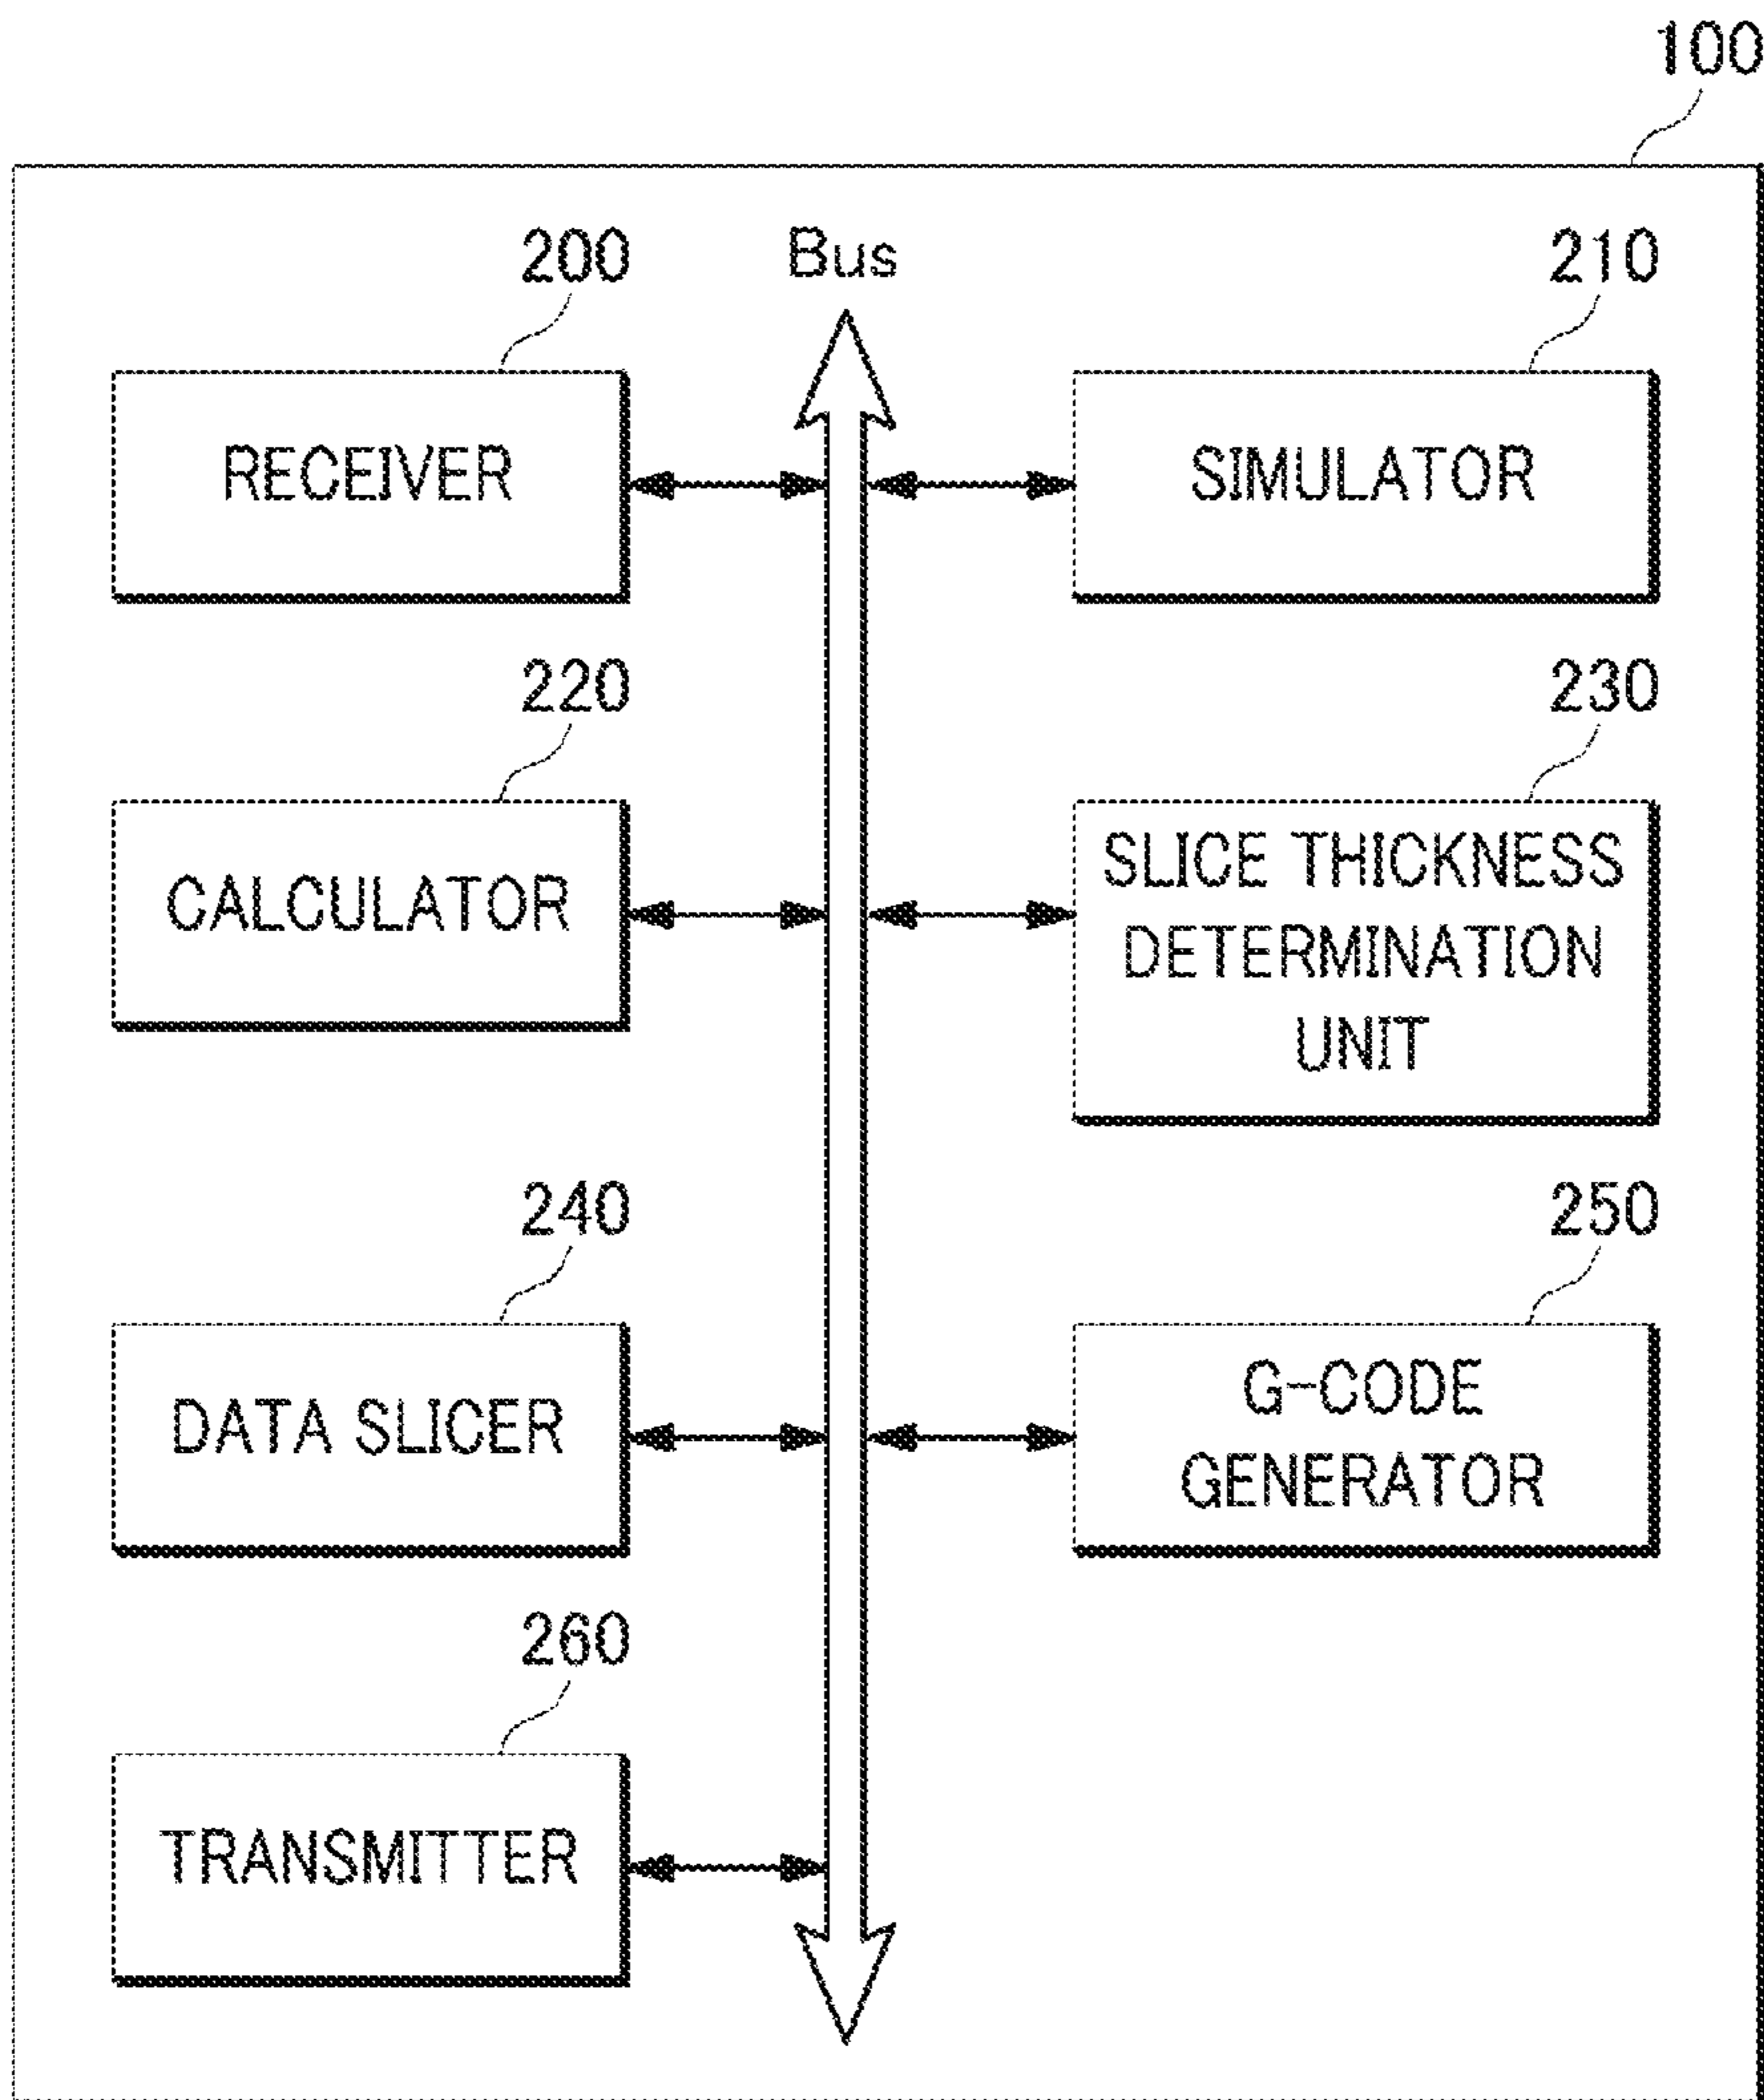 100
200
Bus
210
RECEIVER
SIMULATOR
220
230
CALCULATOR
SLICE THICKNESS
DETERMINATION
UNIT
240
250
DATA SLICER
G-CODE
GENERATOR
260
TRANSMITTER